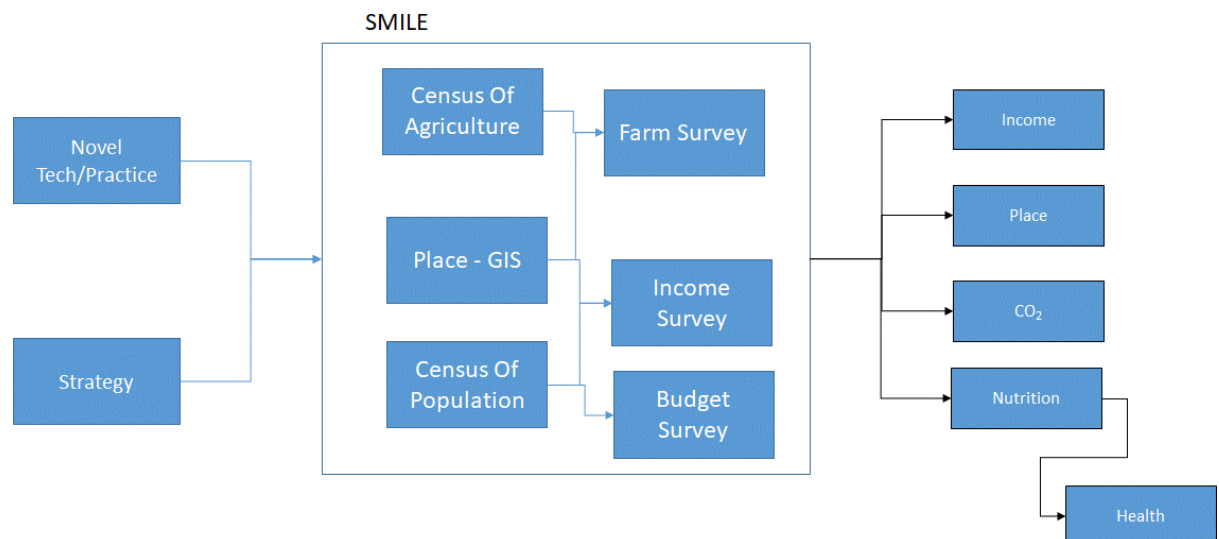 SMILE
Novel
Tech/Practice
Strategy
Census Of
Agriculture
Farm Survey
Place - GIS
Income
Survey
Census Of
Population
Budget
Survey
Income
Place
CO₂
Nutrition
Health